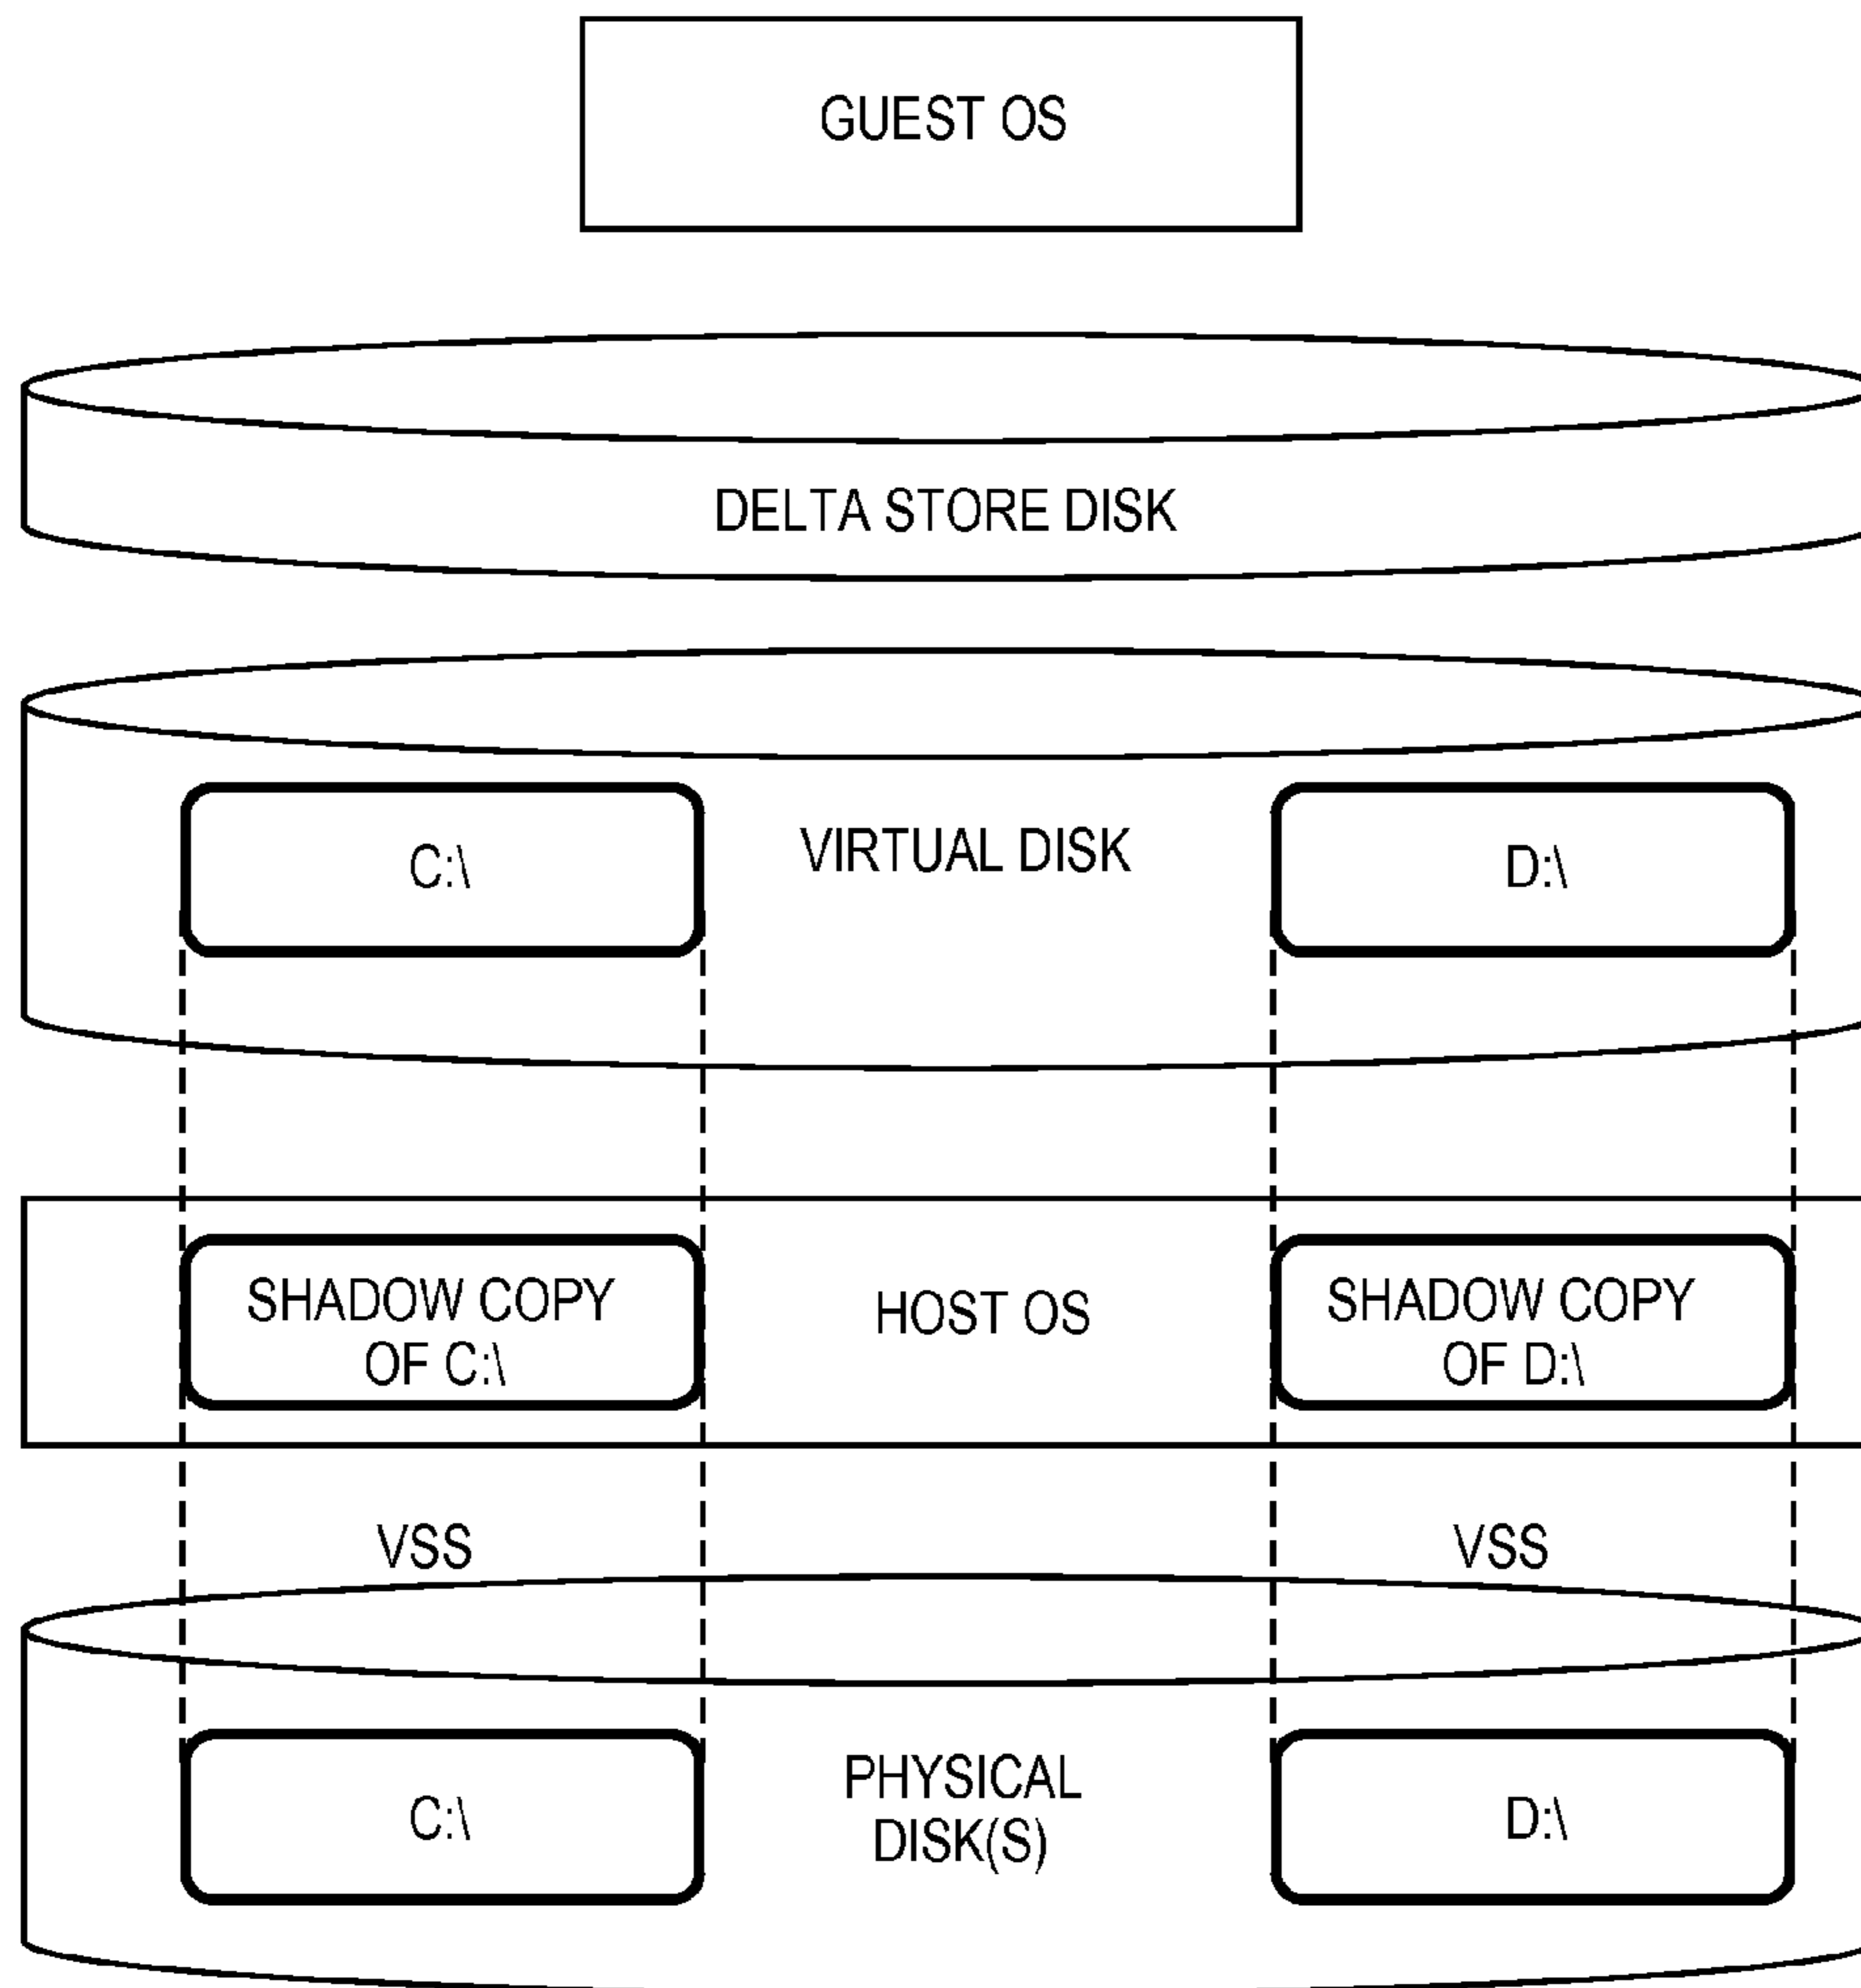 GUEST OS
DELTA STORE DISK
C:\
VIRTUAL DISK
D:\
SHADOW COPY
OF C:\
HOST OS
SHADOW COPY
OF D:\
VSS
VSS
C:\
PHYSICAL
DISK(S)
D:\